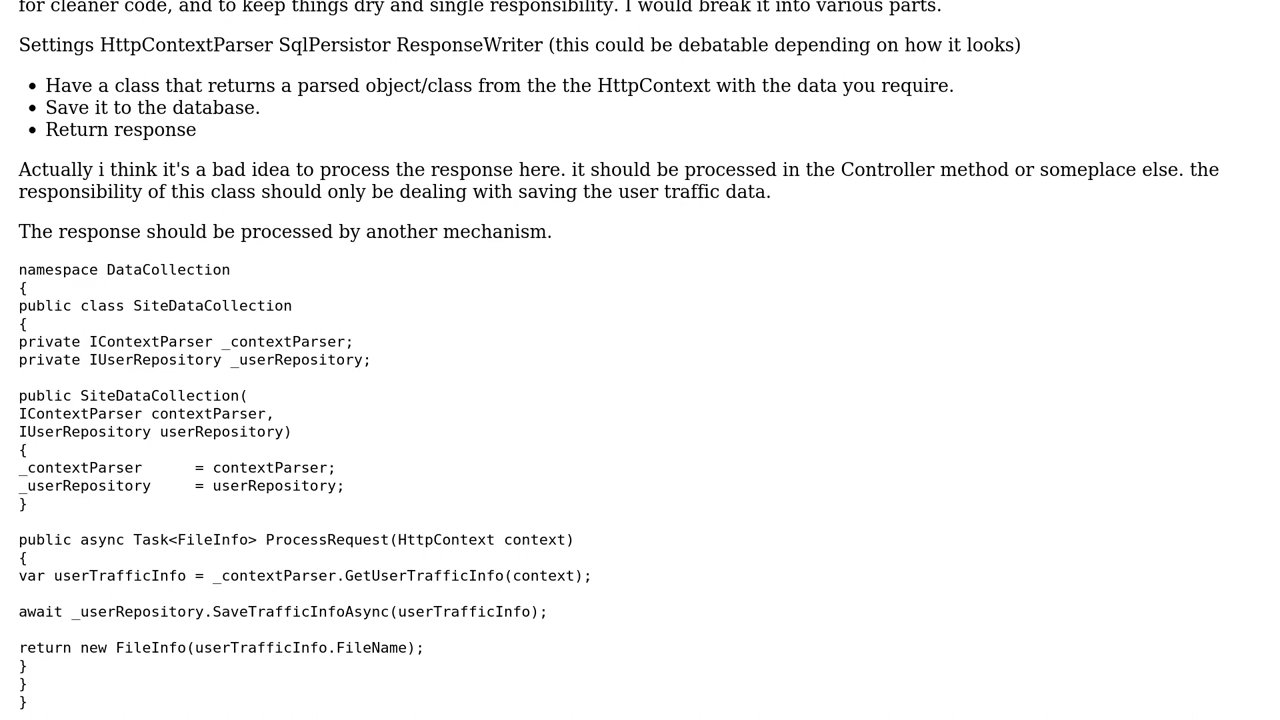 for cleaner code, and to keep things dry and single responsibility. I would break it into various parts.
Settings HttpContextParser SqlPersistor ResponseWriter (this could be debatable depending on how it looks)
• Have a class that returns a parsed object/class from the the HttpContext with the data you require.
• Save it to the database.
• Return response
Actually i think it's a bad idea to process the response here. it should be processed in the Controller method or someplace else. the
responsibility of this class should only be dealing with saving the user traffic data.
The response should be processed by another mechanism.
namespace DataCollection
{
public class SiteDataCollection
{
private IContextParser _contextParser;
private IUserRepository _userRepository;
public SiteDataCollection(
IContextParser contextParser,
IUserRepository userRepository)
{
_contextParser      = contextParser;
_userRepository     = userRepository;
}
public async Task<FileInfo> ProcessRequest(HttpContext context)
{
var userTrafficInfo = _contextParser.GetUserTrafficInfo(context);
await _userRepository.SaveTrafficInfoAsync(userTrafficInfo);
return new FileInfo(userTrafficInfo.FileName);
}
}
}